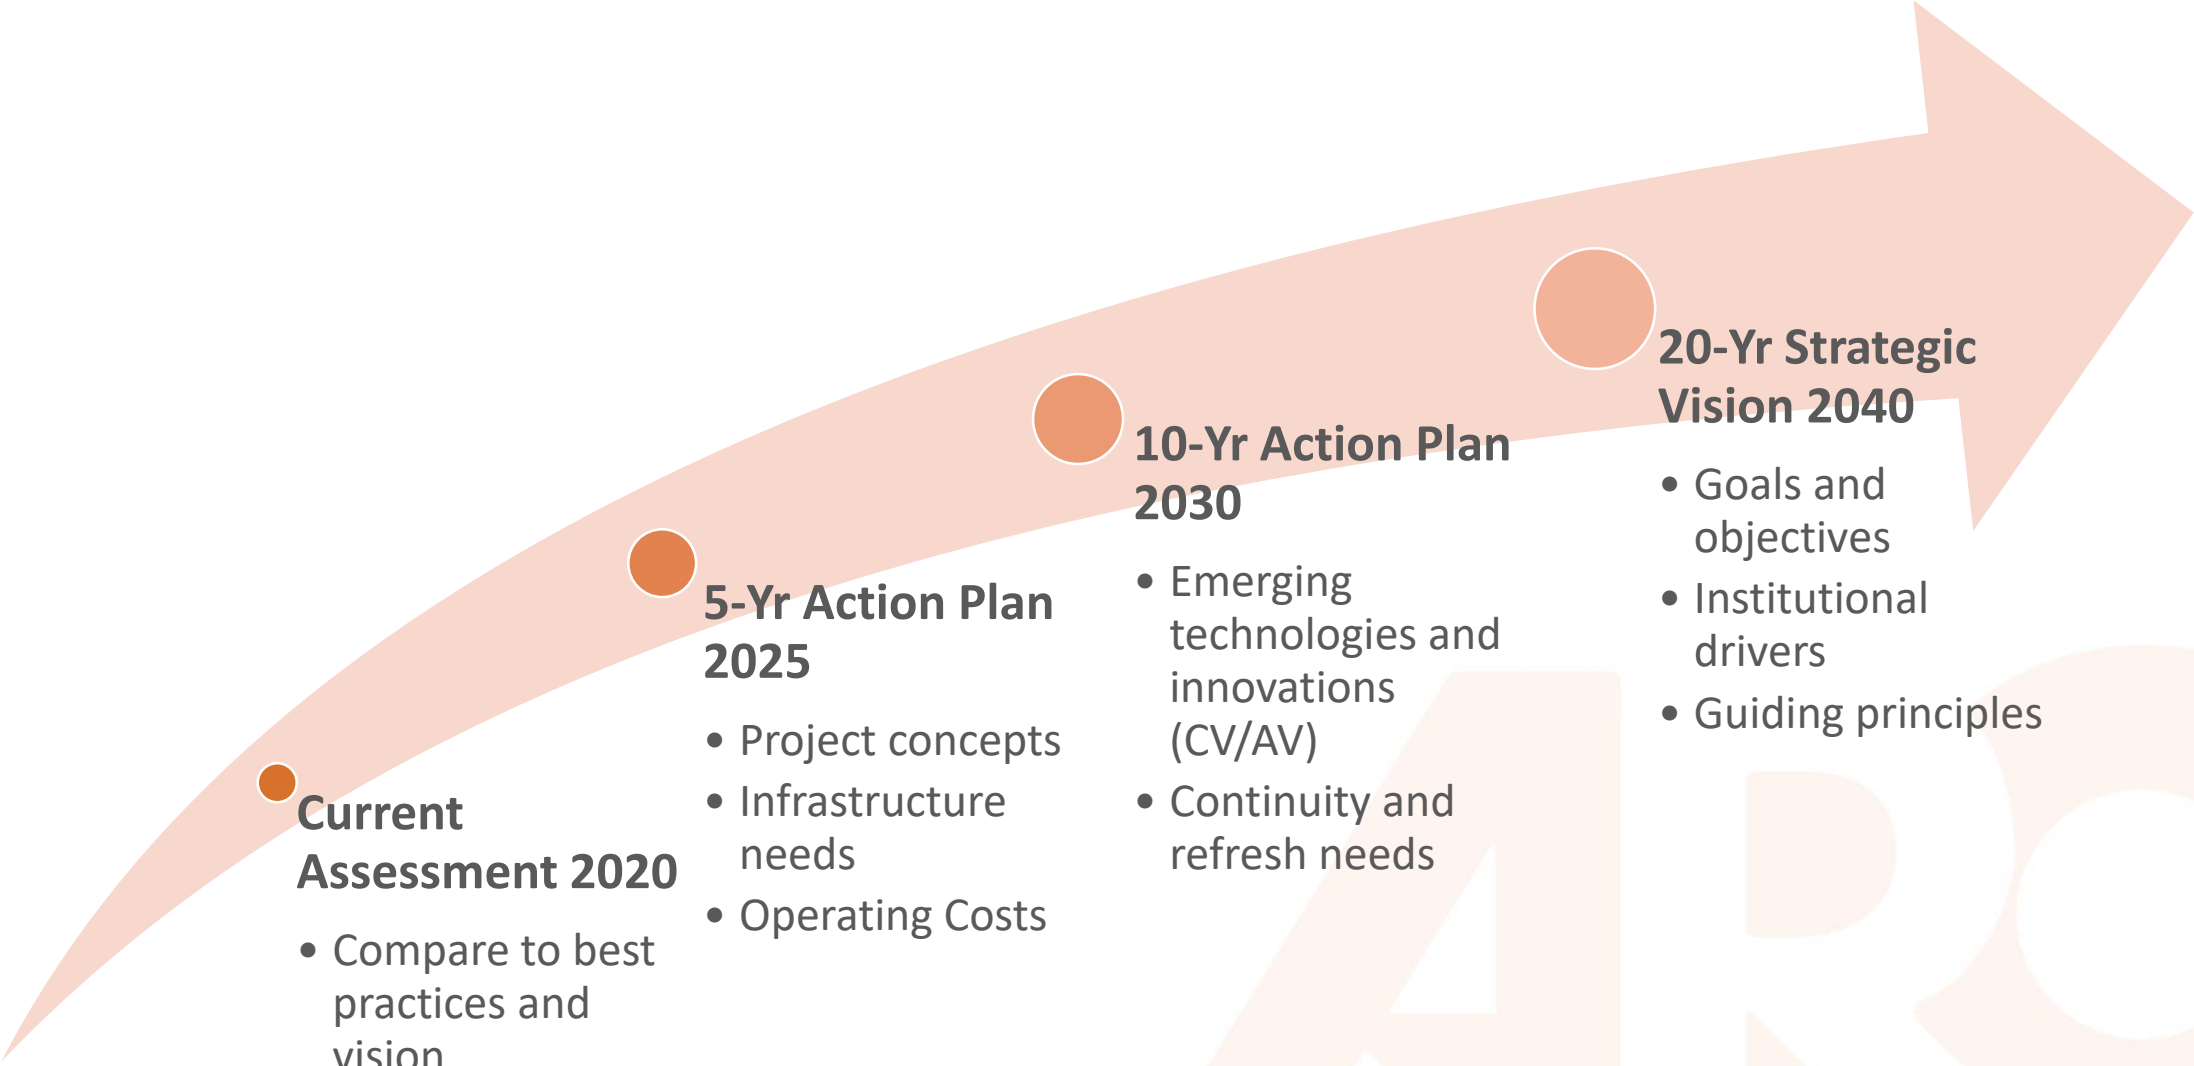 Current
Assessment 2020
• Compare to best
practices and
vision
5-Yr Action Plan
2025
• Project concepts
• Infrastructure
needs
• Operating Costs
10-Yr Action Plan
2030
• Emerging
technologies and
innovations
(CV/AV)
• Continuity and
refresh needs
20-Yr Strategic
Vision 2040
• Goals and
objectives
• Institutional
drivers
• Guiding principles
ARC